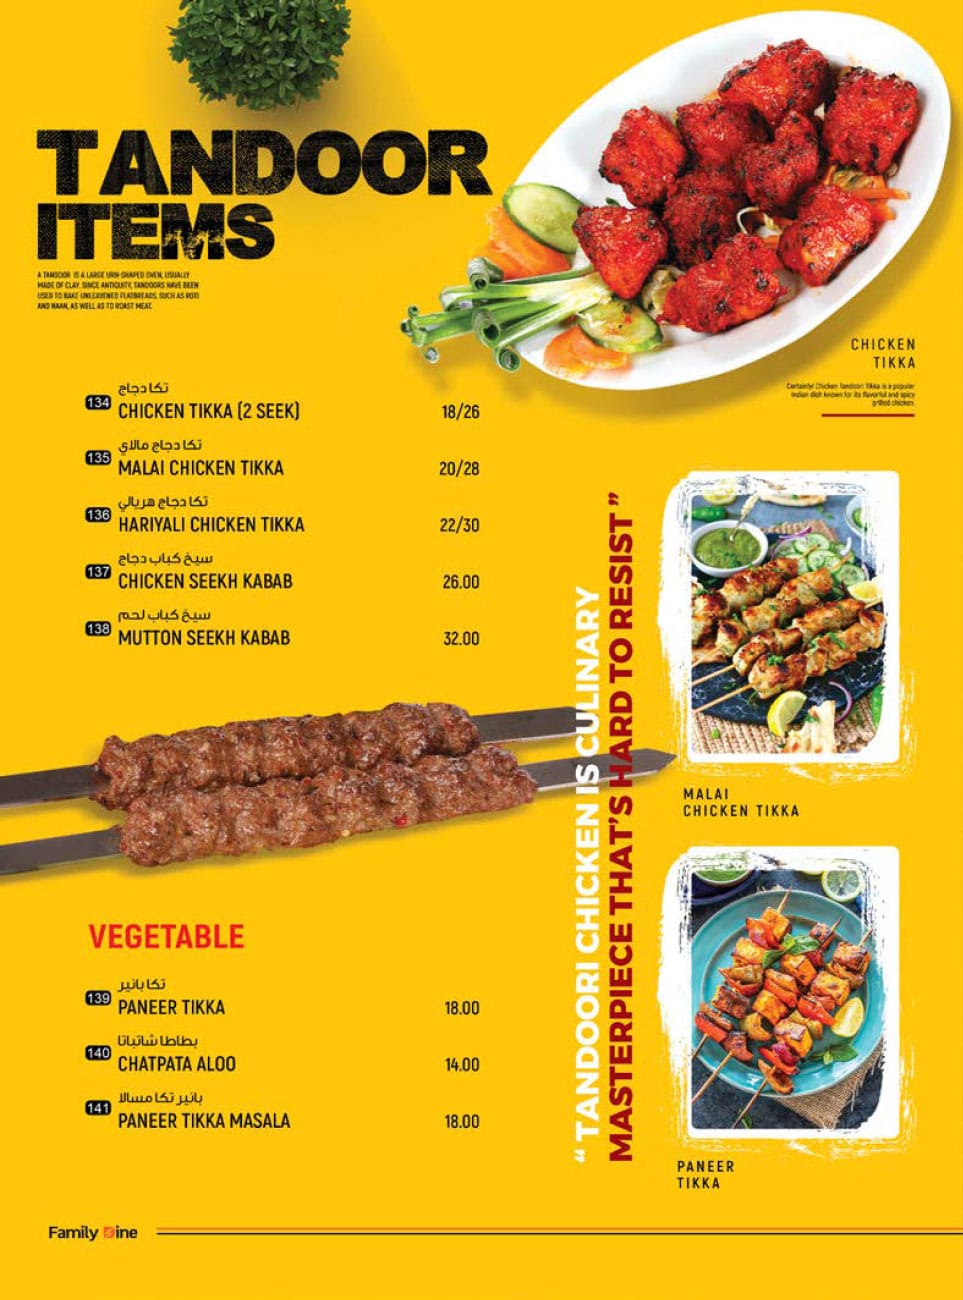 TANDOOR
ITEMS
A TANDOOR IS A LARGE URN-SHAPED OVEN, USUALLY
MADE OF CLAY. SINCE ANTIQUITY, TANDOORS HAVE BEEN
USED TO BAKE UNLEAVENED FLATBREADS, SUCH AS ROTI
AND NAAN, AS WELL AS TO ROAST MEAT.
CHICKEN
TIKKA
Certainly! Chicken Tandoori Tikka is a popular
Indian dish known for its flavorful and spicy
grilled chicken.
تكا دجاج
134 CHICKEN TIKKA (2 SEEK) 18/26
تكا دجاج مالاي
135 MALAI CHICKEN TIKKA 20/28
تكا دجاج هريالي
136 HARIYALI CHICKEN TIKKA 22/30
سيخ كباب دجاج
137 CHICKEN SEEKH KABAB 26.00
سيخ كباب لحم
138 MUTTON SEEKH KABAB 32.00
“TANDOORI CHICKEN IS CULINARY
MASTERPIECE THAT'S HARD TO RESIST”
MALAI
CHICKEN TIKKA
VEGETABLE
تكا بانير
139 PANEER TIKKA 18.00
بطاطا شاتباتا
140 CHATPATA ALOO 14.00
بانير تكا مسالا
141 PANEER TIKKA MASALA 18.00
PANEER
TIKKA
Family Dine